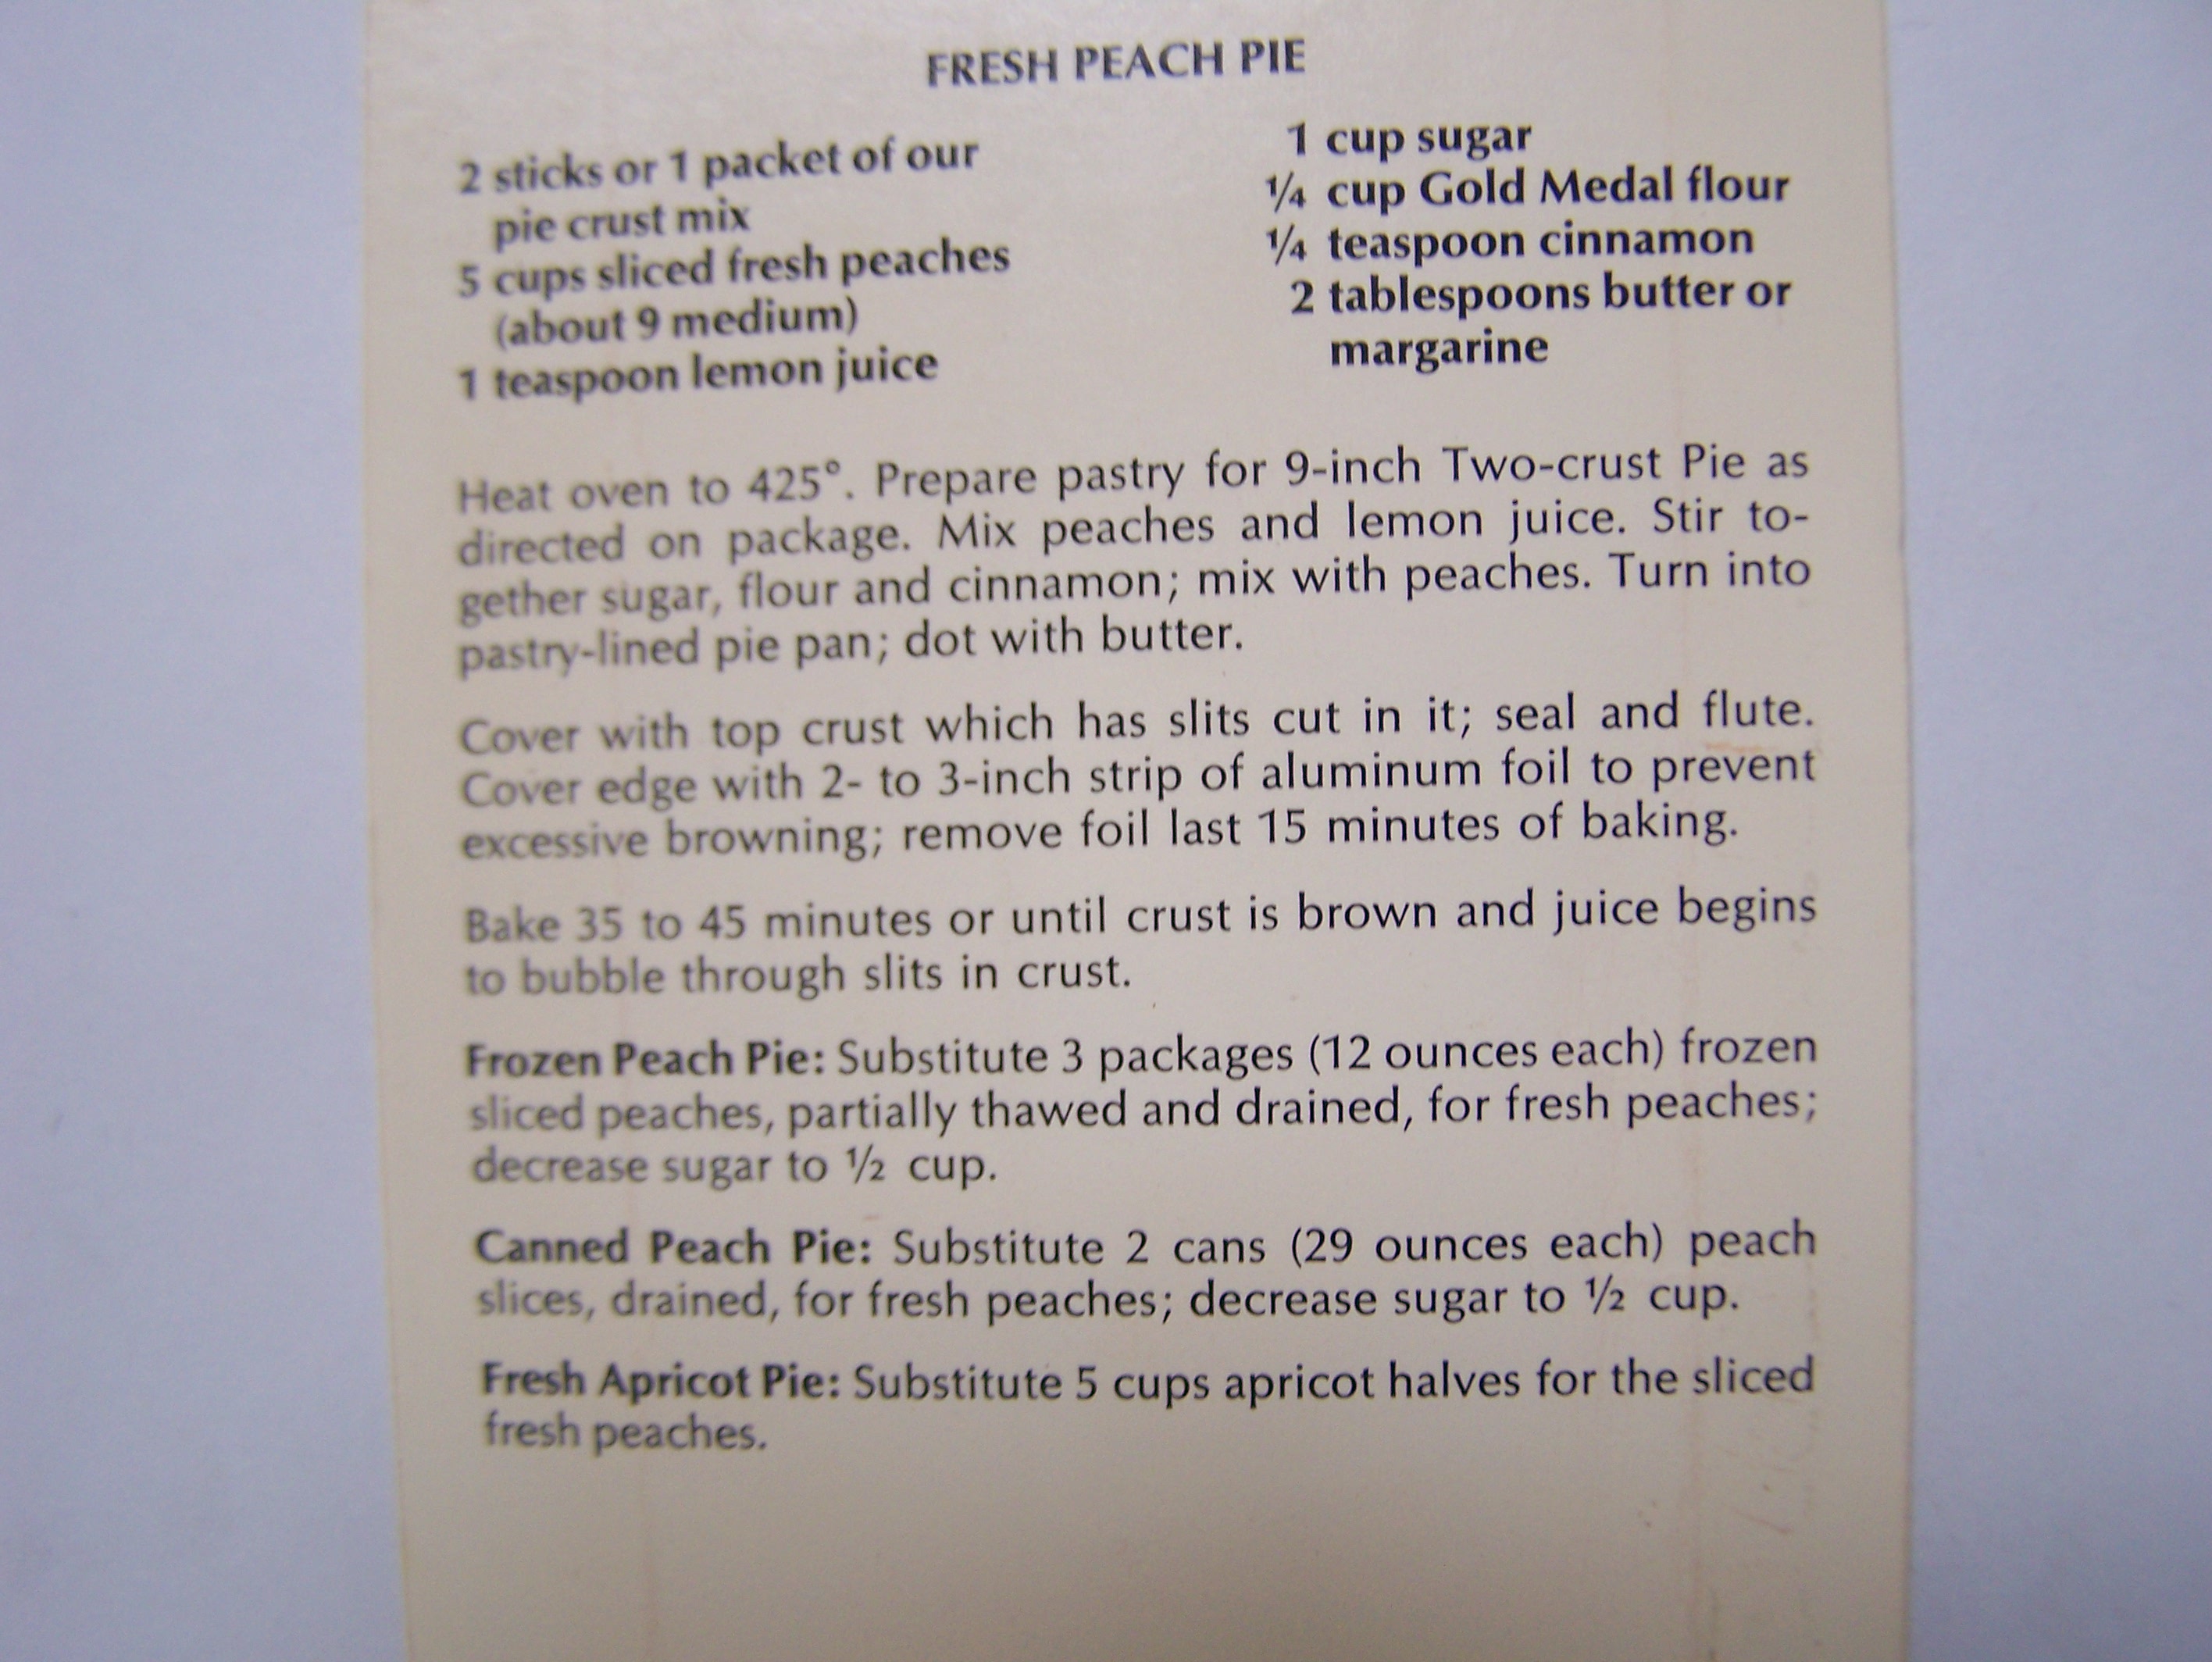 FRESH PEACH PIE
2 sticks or 1 packet of our
pie crust mix
5 cups sliced fresh peaches
(about 9 medium)
1 teaspoon lemon juice
1 cup sugar
¼ cup Gold Medal flour
¼ teaspoon cinnamon
2 tablespoons butter or
margarine
Heat oven to 425°. Prepare pastry for 9-inch Two-crust Pie as
directed on package. Mix peaches and lemon juice. Stir to-
gether sugar, flour and cinnamon; mix with peaches. Turn into
pastry-lined pie pan; dot with butter.
Cover with top crust which has slits cut in it; seal and flute.
Cover edge with 2- to 3-inch strip of aluminum foil to prevent
excessive browning; remove foil last 15 minutes of baking.
Bake 35 to 45 minutes or until crust is brown and juice begins
to bubble through slits in crust.
Frozen Peach Pie: Substitute 3 packages (12 ounces each) frozen
sliced peaches, partially thawed and drained, for fresh peaches;
decrease sugar to ½ cup.
Canned Peach Pie: Substitute 2 cans (29 ounces each) peach
slices, drained, for fresh peaches; decrease sugar to ½ cup.
Fresh Apricot Pie: Substitute 5 cups apricot halves for the sliced
fresh peaches.